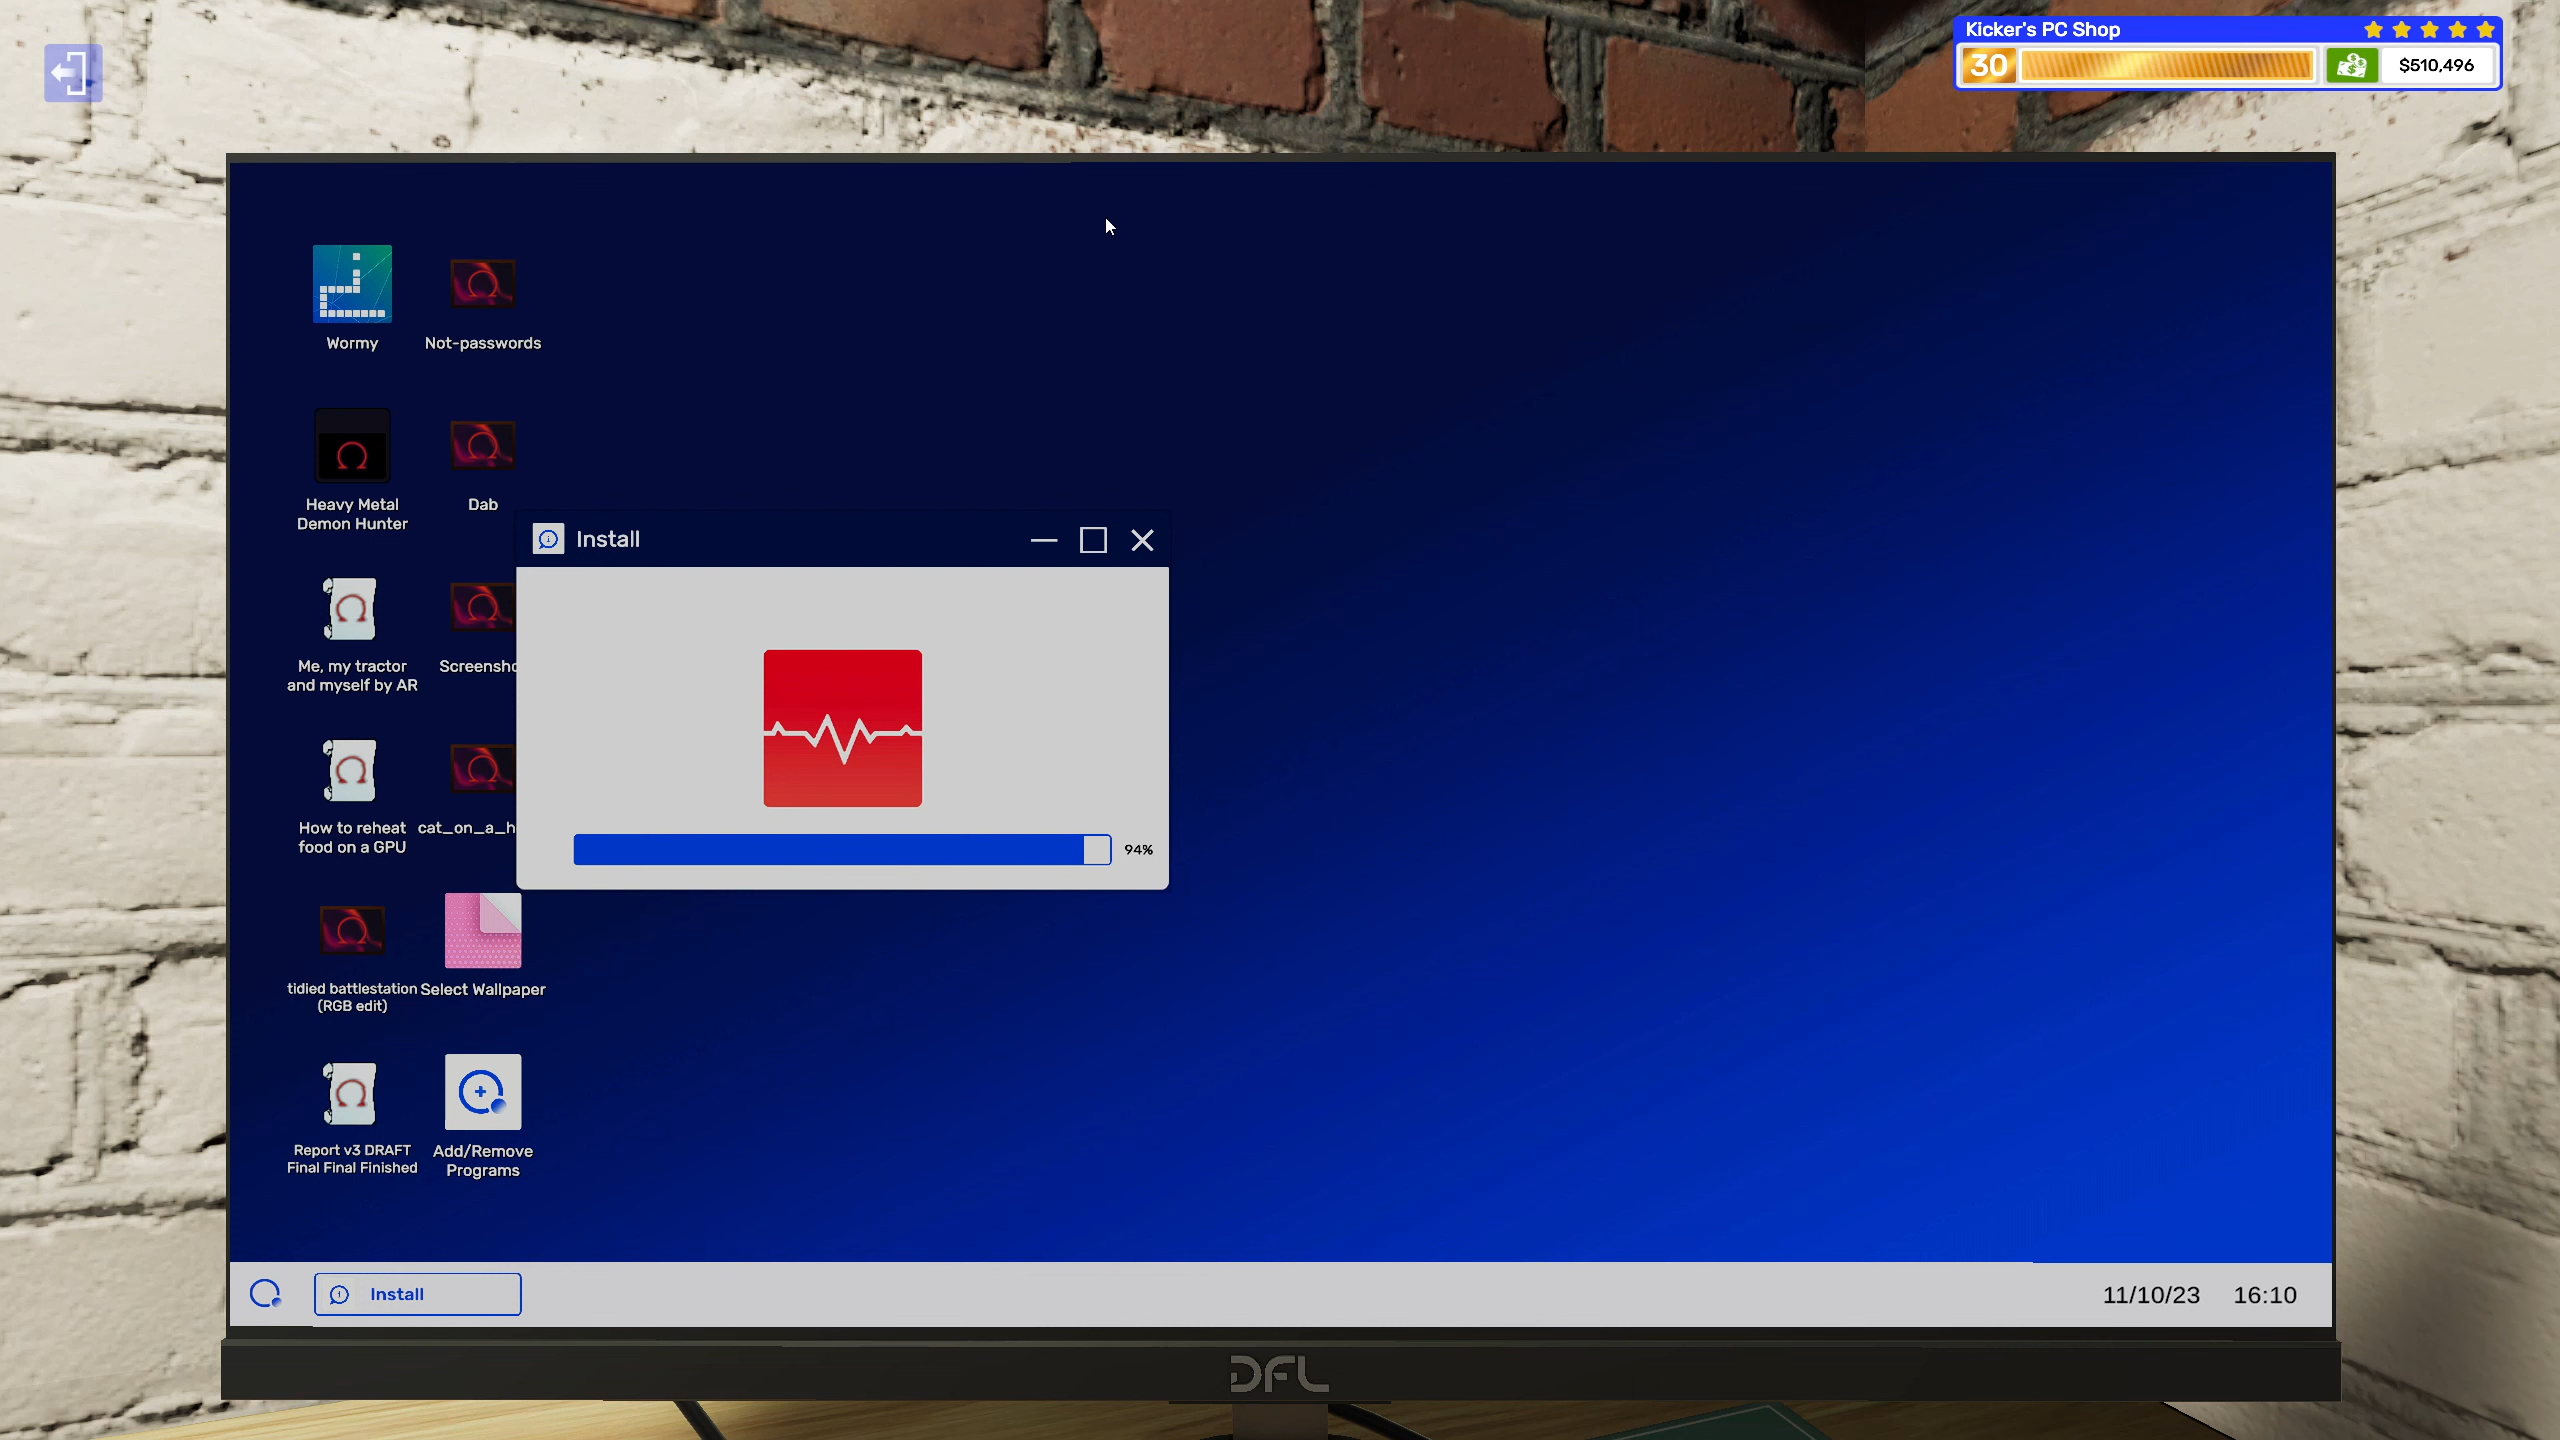 Kicker's PC Shop
30
$510,496
Wormy
Not-passwords
Heavy Metal
Demon Hunter
Dab
Install
Me, my tractor
and myself by AR
Screensho
How to reheat
food on a GPU
cat_on_a_h
94%
tidied battlestation
(RGB edit)
Select Wallpaper
Report v3 DRAFT
Final Final Finished
Add/Remove
Programs
Install
11/10/23
16:10
DFL